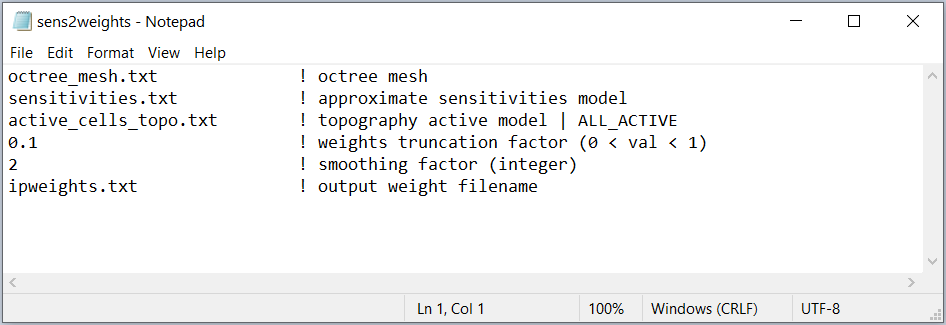 sens2weights - Notepad
File Edit Format View Help
octree_mesh.txt ! octree mesh
sensitivities.txt ! approximate sensitivities model
active_cells_topo.txt ! topography active model | ALL_ACTIVE
0.1 ! weights truncation factor (0 < val < 1)
2 ! smoothing factor (integer)
ipweights.txt ! output weight filename
Ln 1, Col 1 100% Windows (CRLF) UTF-8